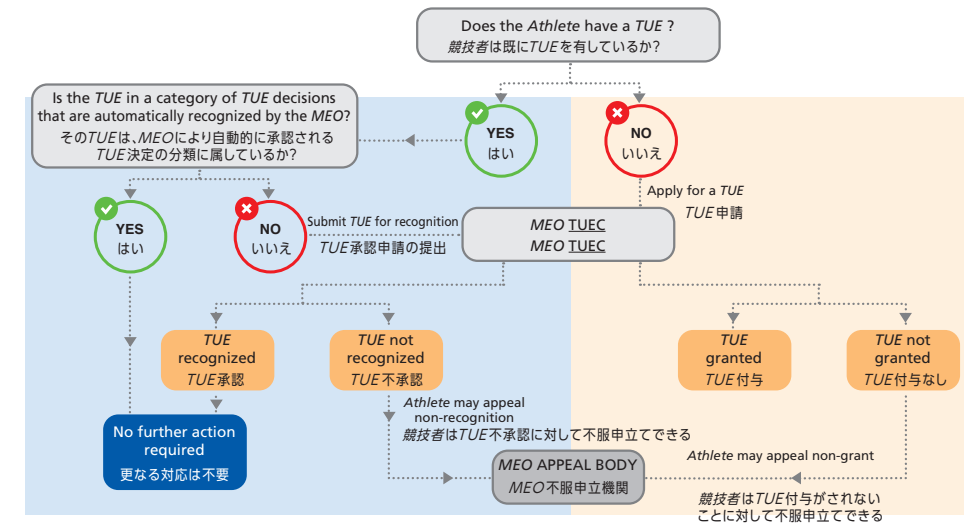 Does the Athlete have a TUE ?
競技者は既にTUEを有しているか?
Is the TUE in a category of TUE decisions
that are automatically recognized by the MEO?
そのTUEは、MEOにより自動的に承認される
TUE決定の分類に属しているか?
YES
はい
NO
いいえ
Apply for a TUE
TUE申請
YES
はい
NO
いいえ
Submit TUE for recognition
TUE承認申請の提出
MEO TUEC
MEO TUEC
TUE
recognized
TUE承認
TUE not
recognized
TUE不承認
TUE
granted
TUE付与
TUE not
granted
TUE付与なし
No further action
required
更なる対応は不要
Athlete may appeal
non-recognition
競技者はTUE不承認に対して不服申立てできる
MEO APPEAL BODY
MEO不服申立機関
Athlete may appeal non-grant
競技者はTUE付与がされない
ことに対して不服申立てできる